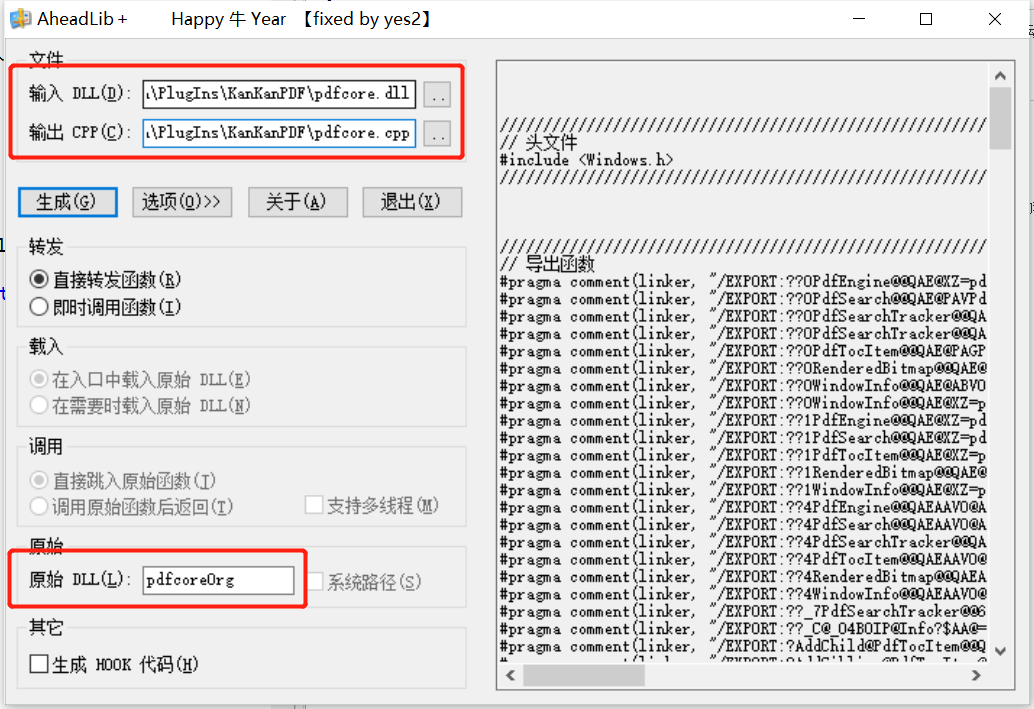 AheadLib + Happy 牛 Year 【fixed by yes2】
文件
输入 DLL(D): \PlugIns\KanKanPDF\pdfcore.dll ..
输出 CPP(C): \PlugIns\KanKanPDF\pdfcore.cpp ..
生成(G) 选项(O)>> 关于(A) 退出(X)
转发
直接转发函数(R)
即时调用函数(I)
载入
在入口中载入原始 DLL(E)
在需要时载入原始 DLL(N)
调用
直接跳入原始函数(T)
调用原始函数后返回(T)
支持多线程(M)
原始
原始 DLL(L): pdfcoreOrg
系统路径(S)
其它
生成 HOOK 代码(H)
////////////////////////////////////////////////////////
// 头文件
#include <Windows.h>
////////////////////////////////////////////////////////
////////////////////////////////////////////////////////
// 导出函数
#pragma comment(linker, "/EXPORT:??0PdfEngine@@QAE@XZ=pd
#pragma comment(linker, "/EXPORT:??0PdfSearch@@QAE@PAVPd
#pragma comment(linker, "/EXPORT:??0PdfSearchTracker@@QA
#pragma comment(linker, "/EXPORT:??0PdfSearchTracker@@QA
#pragma comment(linker, "/EXPORT:??0PdfTocItem@@QAE@PAGP
#pragma comment(linker, "/EXPORT:??0RenderedBitmap@@QAE@
#pragma comment(linker, "/EXPORT:??0WindowInfo@@QAE@ABV0
#pragma comment(linker, "/EXPORT:??0WindowInfo@@QAE@XZ=p
#pragma comment(linker, "/EXPORT:??1PdfEngine@@QAE@XZ=pd
#pragma comment(linker, "/EXPORT:??1PdfSearch@@QAE@XZ=pd
#pragma comment(linker, "/EXPORT:??1PdfTocItem@@QAE@XZ=p
#pragma comment(linker, "/EXPORT:??1RenderedBitmap@@QAE@
#pragma comment(linker, "/EXPORT:??1WindowInfo@@QAE@XZ=p
#pragma comment(linker, "/EXPORT:??4PdfEngine@@QAEAAV0@A
#pragma comment(linker, "/EXPORT:??4PdfSearch@@QAEAAV0@A
#pragma comment(linker, "/EXPORT:??4PdfSearchTracker@@QA
#pragma comment(linker, "/EXPORT:??4PdfTocItem@@QAEAAV0@
#pragma comment(linker, "/EXPORT:??4RenderedBitmap@@QAEA
#pragma comment(linker, "/EXPORT:??4WindowInfo@@QAEAAV0@
#pragma comment(linker, "/EXPORT:??_7PdfSearchTracker@@6
#pragma comment(linker, "/EXPORT:??_C@_04BOIP@Info?$AA@=
#pragma comment(linker, "/EXPORT:?AddChild@PdfTocItem@@Q